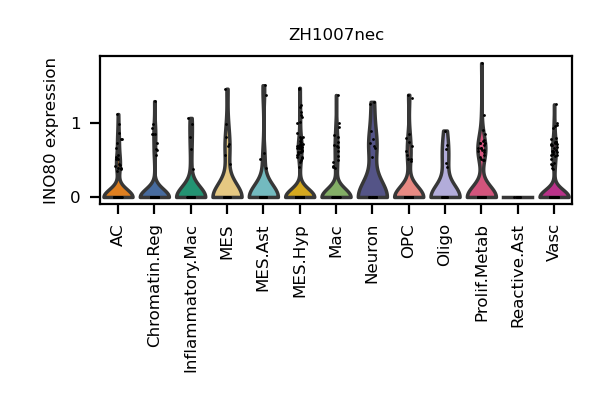 ZH1007nec
INO80 expression
1
0
AC
Chromatin.Reg
Inflammatory.Mac
MES
MES.Ast
MES.Hyp
Mac
Neuron
OPC
Oligo
Prolif.Metab
Reactive.Ast
Vasc